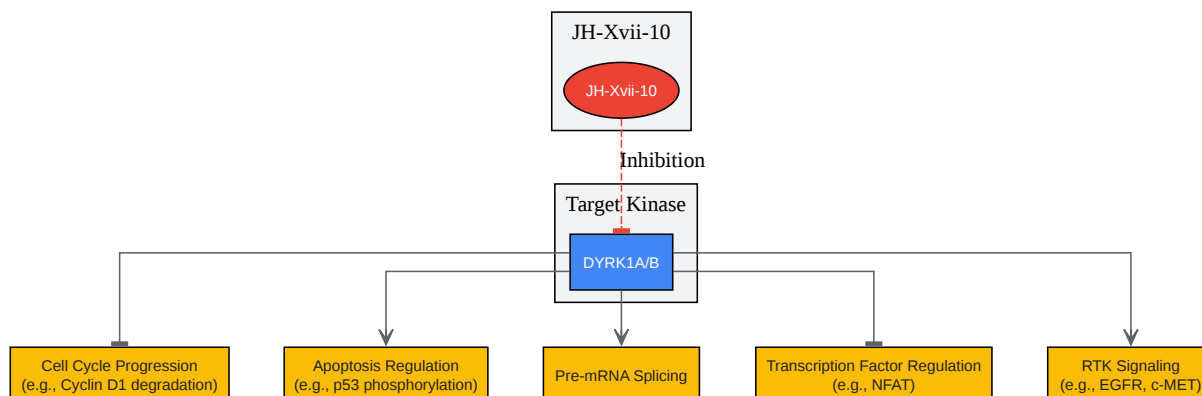 JH-Xvii-10
JH-Xvii-10
Inhibition
Target Kinase
DYRK1A/B
Cell Cycle Progression
(e.g., Cyclin D1 degradation)
Apoptosis Regulation
(e.g., p53 phosphorylation)
Pre-mRNA Splicing
Transcription Factor Regulation
(e.g., NFAT)
RTK Signaling
(e.g., EGFR, c-MET)